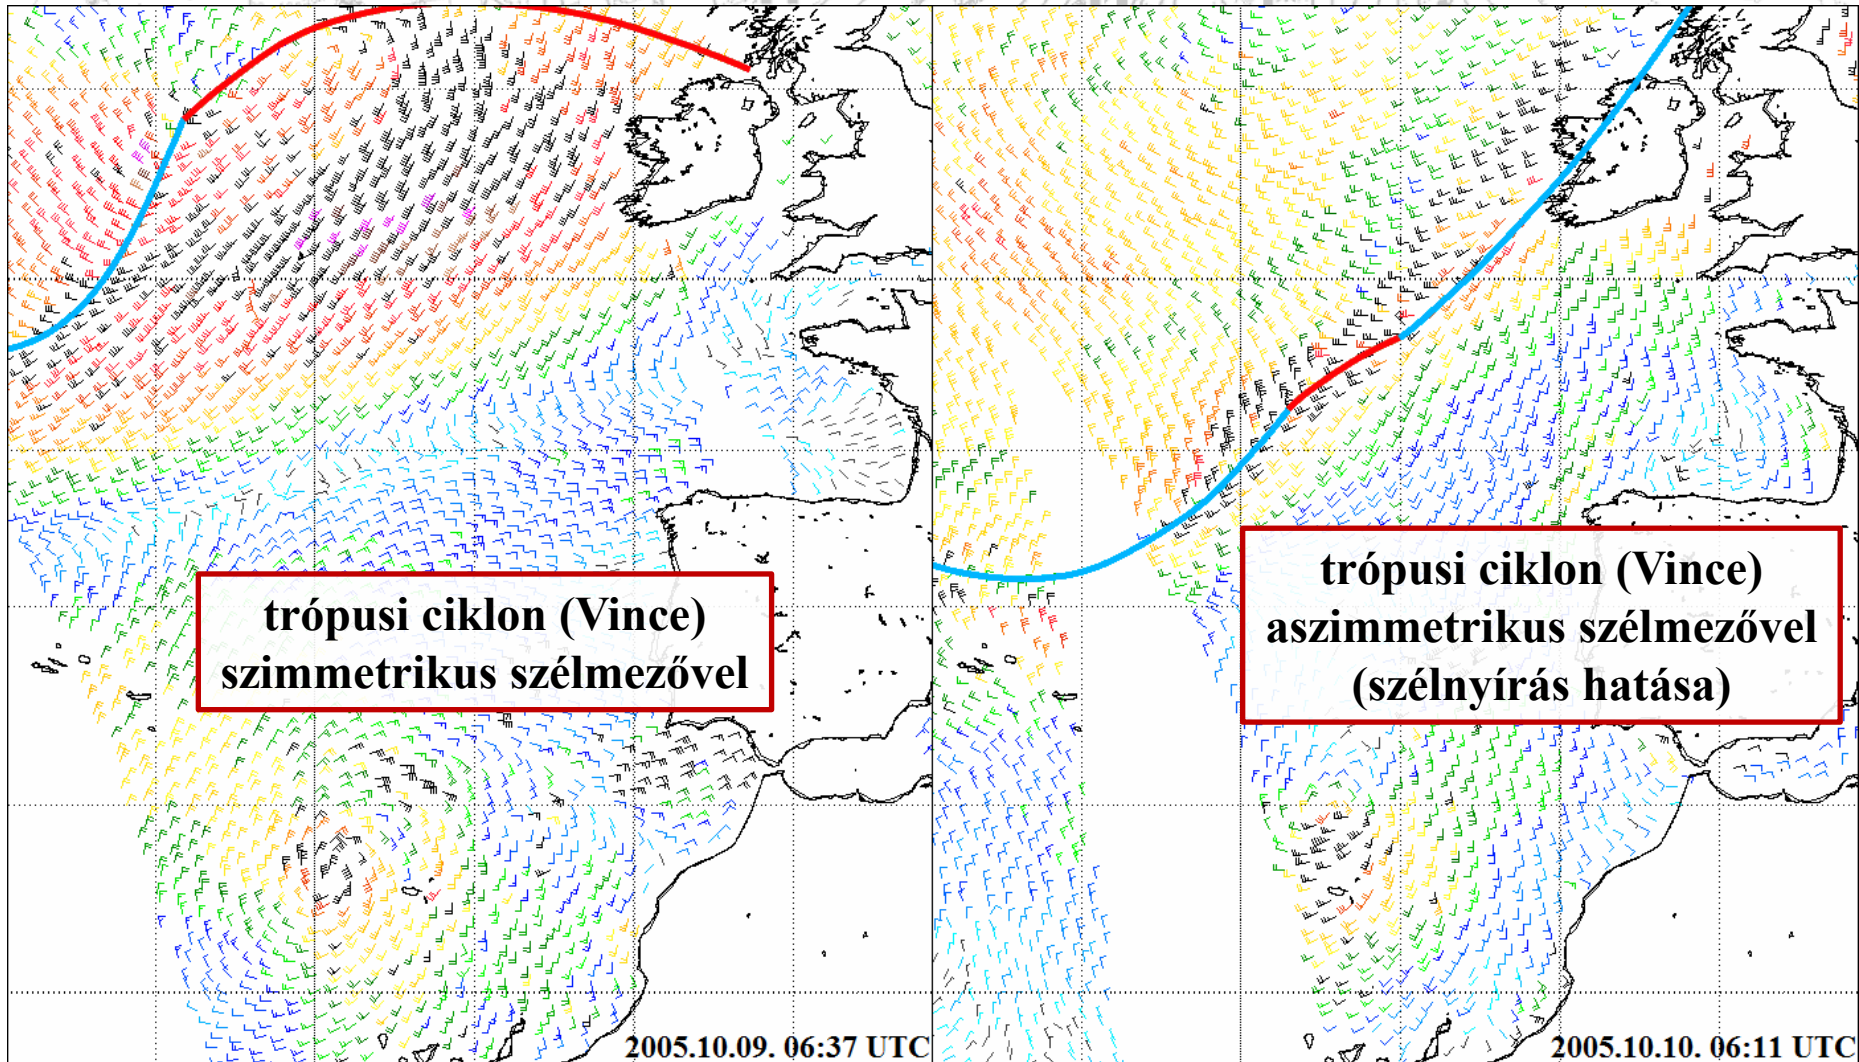 trópusi ciklon (Vince)
szimmetrikus szélmezővel
2005.10.09. 06:37 UTC
trópusi ciklon (Vince)
aszimmetrikus szélmezővel
(szélnyírás hatása)
2005.10.10. 06:11 UTC